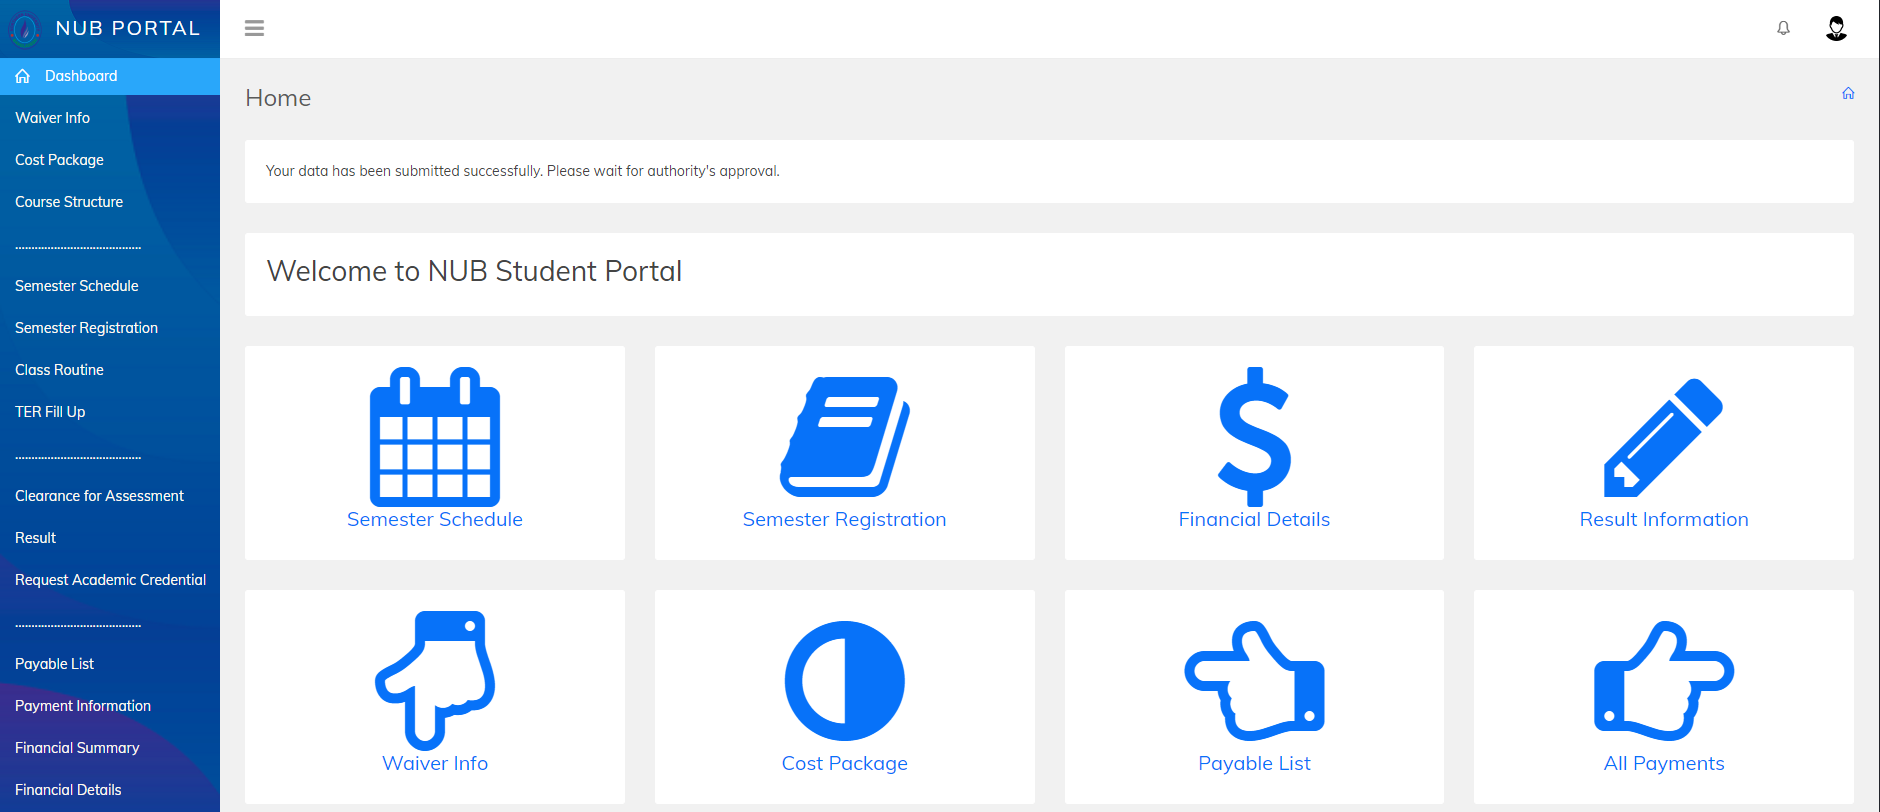 NUB PORTAL
Dashboard
Waiver Info
Cost Package
Course Structure
.......................................
Semester Schedule
Semester Registration
Class Routine
TER Fill Up
.......................................
Clearance for Assessment
Result
Request Academic Credential
.......................................
Payable List
Payment Information
Financial Summary
Financial Details
Home
Your data has been submitted successfully. Please wait for authority's approval.
Welcome to NUB Student Portal
Semester Schedule
Semester Registration
Financial Details
Result Information
Waiver Info
Cost Package
Payable List
All Payments